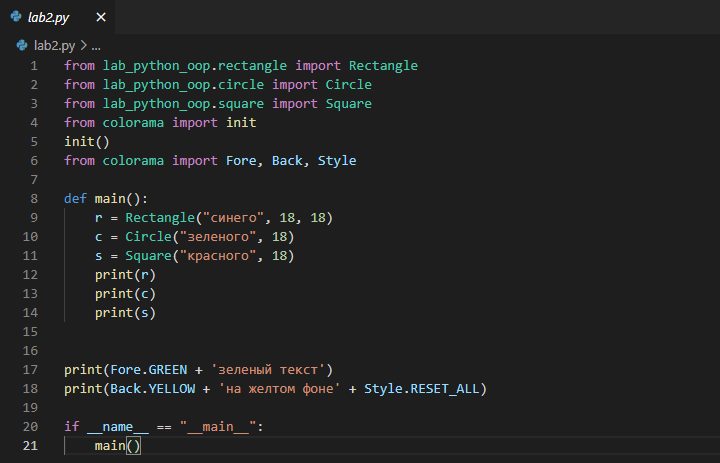 lab2.py ×
lab2.py > ...
1 from lab_python_oop.rectangle import Rectangle
2 from lab_python_oop.circle import Circle
3 from lab_python_oop.square import Square
4 from colorama import init
5 init()
6 from colorama import Fore, Back, Style
7
8 def main():
9     r = Rectangle("синего", 18, 18)
10     c = Circle("зеленого", 18)
11     s = Square("красного", 18)
12     print(r)
13     print(c)
14     print(s)
15
16
17 print(Fore.GREEN + 'зеленый текст')
18 print(Back.YELLOW + 'на желтом фоне' + Style.RESET_ALL)
19
20 if __name__ == "__main__":
21     main()